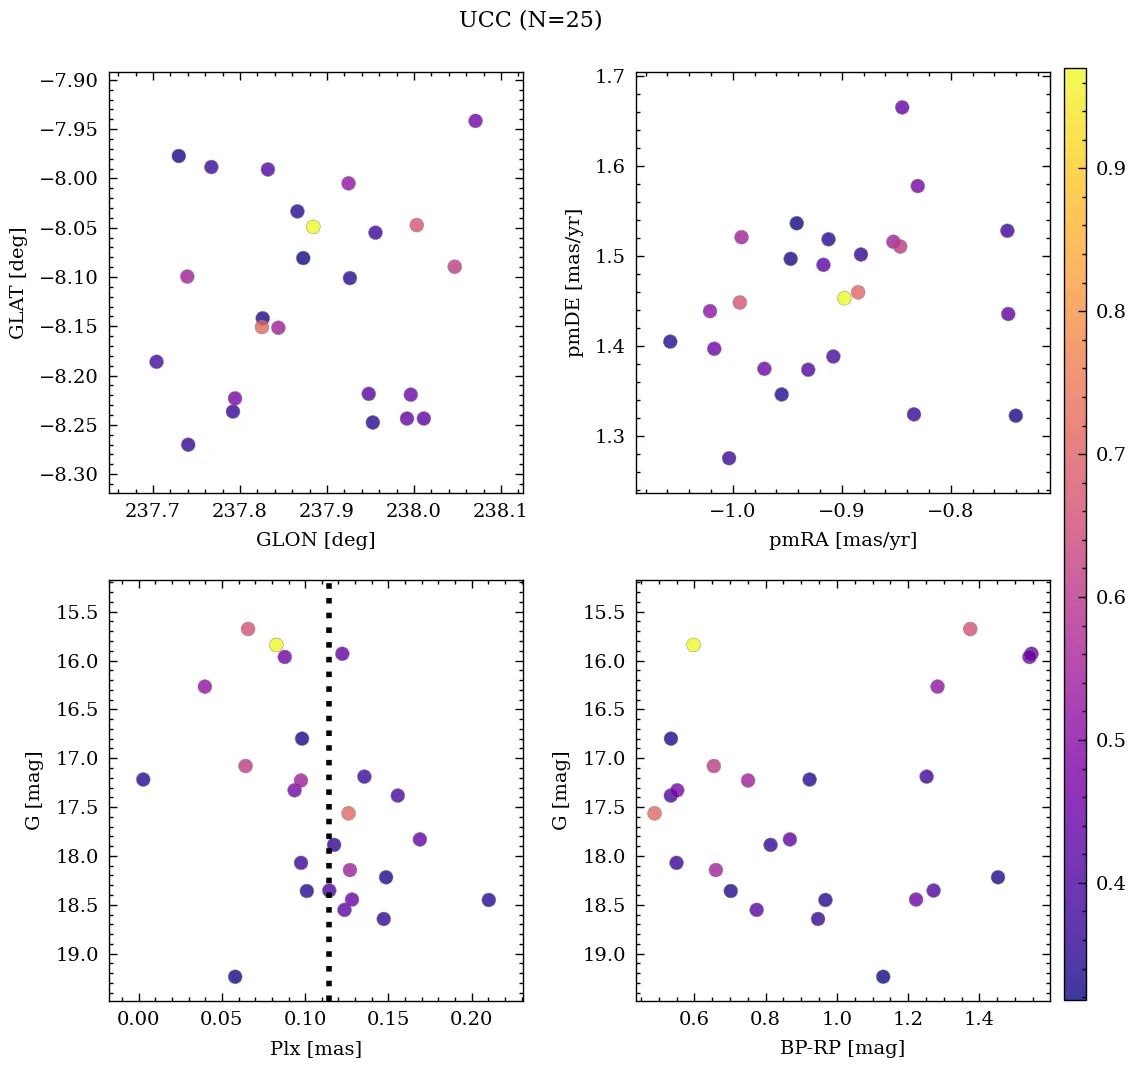 UCC (N=25)
−7.90
−7.95
−8.00
−8.05
−8.10
−8.15
−8.20
−8.25
−8.30
GLAT [deg]
237.7 237.8 237.9 238.0 238.1
GLON [deg]
1.7
1.6
1.5
1.4
1.3
pmDE [mas/yr]
−1.0 −0.9 −0.8
pmRA [mas/yr]
0.9
0.8
0.7
0.6
0.5
0.4
15.5
16.0
16.5
17.0
17.5
18.0
18.5
19.0
G [mag]
0.00 0.05 0.10 0.15 0.20
Plx [mas]
15.5
16.0
16.5
17.0
17.5
18.0
18.5
19.0
G [mag]
0.6 0.8 1.0 1.2 1.4
BP-RP [mag]